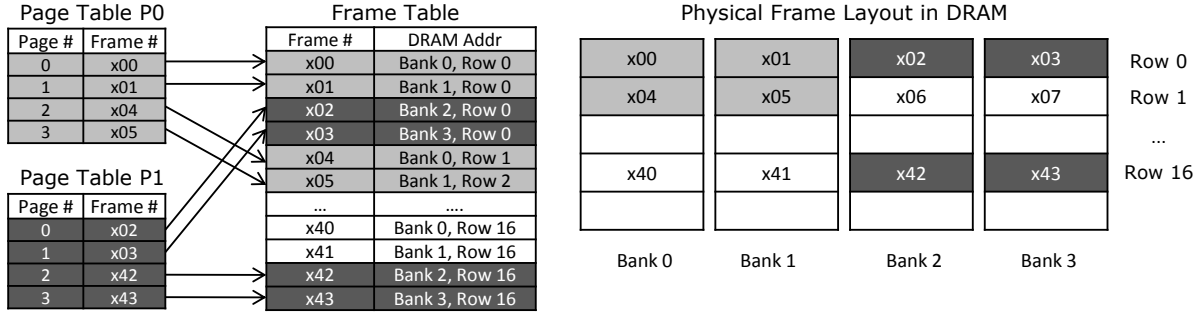 Page Table P0
Page # Frame #
0 x00
1 x01
2 x04
3 x05
Page Table P1
Page # Frame #
0 x02
1 x03
2 x42
3 x43
Frame Table
Frame # DRAM Addr
x00 Bank 0, Row 0
x01 Bank 1, Row 0
x02 Bank 2, Row 0
x03 Bank 3, Row 0
x04 Bank 0, Row 1
x05 Bank 1, Row 2
... ....
x40 Bank 0, Row 16
x41 Bank 1, Row 16
x42 Bank 2, Row 16
x43 Bank 3, Row 16
Physical Frame Layout in DRAM
x00 x01 x02 x03 Row 0
x04 x05 x06 x07 Row 1
...
x40 x41 x42 x43 Row 16
Bank 0 Bank 1 Bank 2 Bank 3